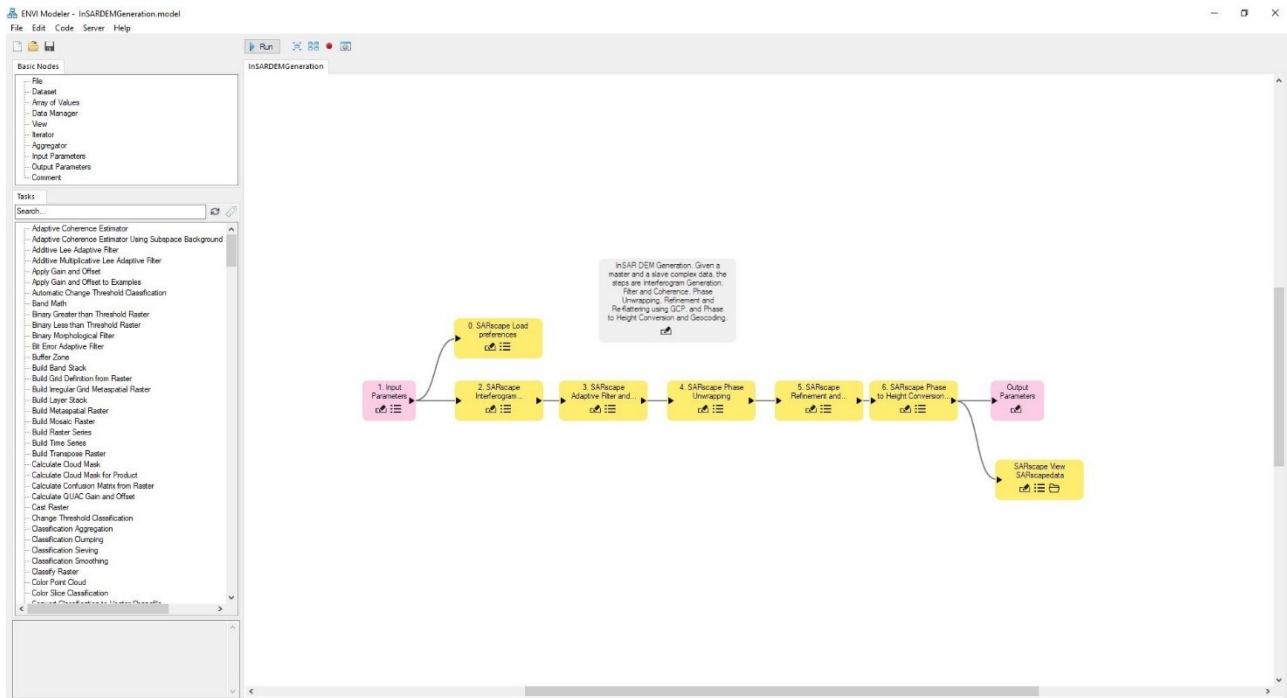 ENVI Modeler - InSARDEMGeneration.model
File Edit Code Server Help
Run
Basic Nodes
InSARDEMGeneration
File
Dataset
Array of Values
Data Manager
View
Iterator
Aggregator
Input Parameters
Output Parameters
Comment
Tasks
Search...
Adaptive Coherence Estimator
Adaptive Coherence Estimator Using Subspace Background
Additive Lee Adaptive Filter
Additive Multiplicative Lee Adaptive Filter
Apply Gain and Offset
Apply Gain and Offset to Examples
Automatic Change Threshold Classification
Band Math
Binary Greater than Threshold Raster
Binary Less than Threshold Raster
Binary Morphological Filter
Bit Error Adaptive Filter
Buffer Zone
Build Band Stack
Build Grid Definition from Raster
Build Irregular Grid Metaspatial Raster
Build Layer Stack
Build Metaspatial Raster
Build Mosaic Raster
Build Raster Series
Build Time Series
Build Transpose Raster
Calculate Cloud Mask
Calculate Cloud Mask for Product
Calculate Confusion Matrix from Raster
Calculate QUAC Gain and Offset
Cast Raster
Change Threshold Classification
Classification Aggregation
Classification Clumping
Classification Sieving
Classification Smoothing
Classify Raster
Color Point Cloud
Color Slice Classification
InSAR DEM Generation. Given a
master and a slave complex data, the
steps are Interferogram Generation,
Filter and Coherence, Phase
Unwrapping, Refinement and
Re-flattering using GCP, and Phase
to Height Conversion and Geocoding.
0. SARscape Load
preferences
1. Input
Parameters
2. SARscape
Interferogram...
3. SARscape
Adaptive Filter and...
4. SARscape Phase
Unwrapping
5. SARscape
Refinement and...
6. SARscape Phase
to Height Conversion...
Output
Parameters
SARscape View
SARscapedata